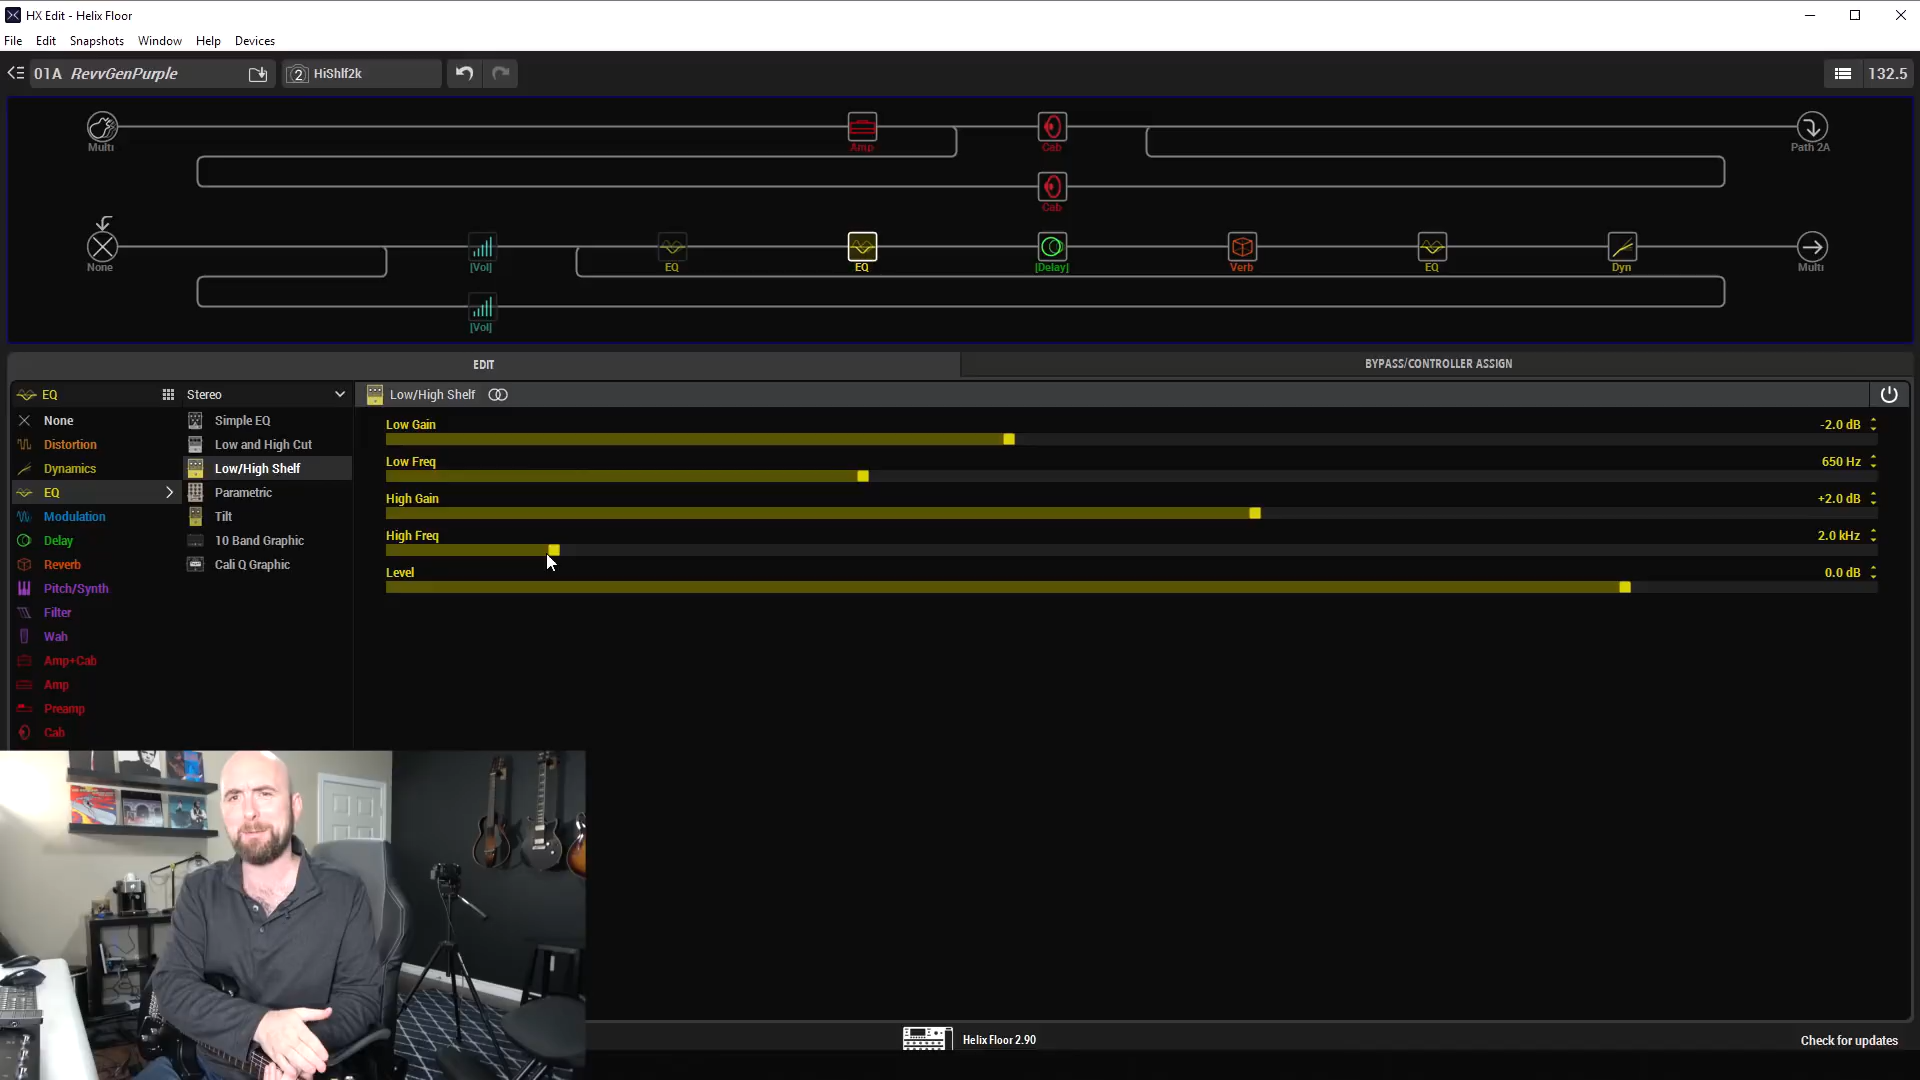 HX Edit - Helix Floor
File Edit Snapshots Window Help Devices
01A RevvGenPurple 2 HiShlf2k 132.5
Multi Amp Cab Path 2A
Cab
None [Vol] EQ EQ [Delay] Verb EQ Dyn Multi
[Vol]
EDIT BYPASS/CONTROLLER ASSIGN
EQ Stereo Low/High Shelf
None
Distortion
Dynamics
EQ
Modulation
Delay
Reverb
Pitch/Synth
Filter
Wah
Amp+Cab
Amp
Preamp
Cab
Simple EQ
Low and High Cut
Low/High Shelf
Parametric
Tilt
10 Band Graphic
Cali Q Graphic
Low Gain -2.0 dB
Low Freq 650 Hz
High Gain +2.0 dB
High Freq 2.0 kHz
Level 0.0 dB
Helix Floor 2.90
Check for updates